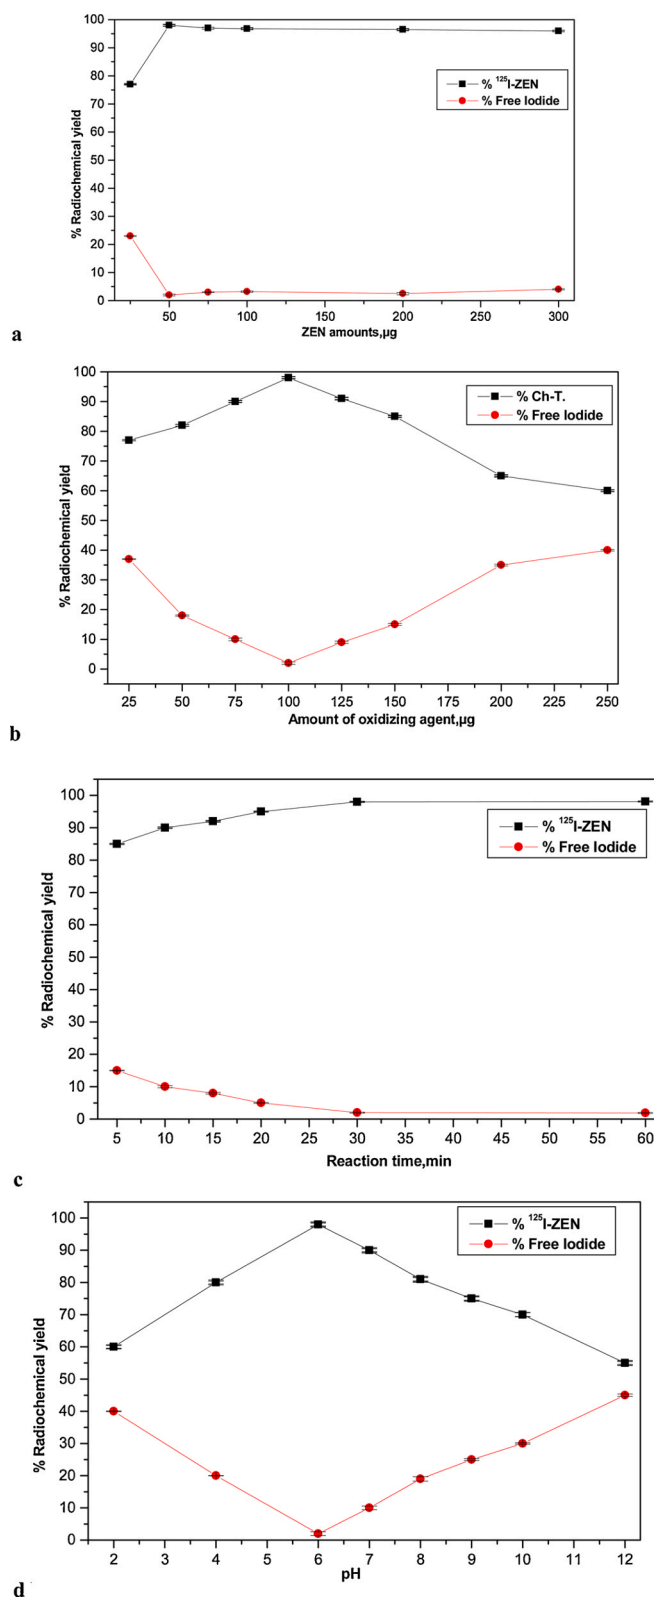 100
90
80
70
60
50
40
30
20
10
0
% Radiochemical yield
% ¹²⁵I-ZEN
% Free Iodide
50 100 150 200 250 300
ZEN amounts,µg
a
100
90
80
70
60
50
40
30
20
10
0
% Radiochemical yield
% Ch-T.
% Free Iodide
25 50 75 100 125 150 200 225 250
Amount of oxidizing agent,µg
b
100
90
80
70
60
50
40
30
20
10
0
% Radiochemical yield
% ¹²⁵I-ZEN
% Free Iodide
5 10 15 20 25 30 35 40 45 50 55 60
Reaction time,min
c
100
90
80
70
60
50
40
30
20
10
0
% Radiochemical yield
% ¹²⁵I-ZEN
% Free Iodide
2 3 4 5 6 7 8 9 10 11 12
pH
d